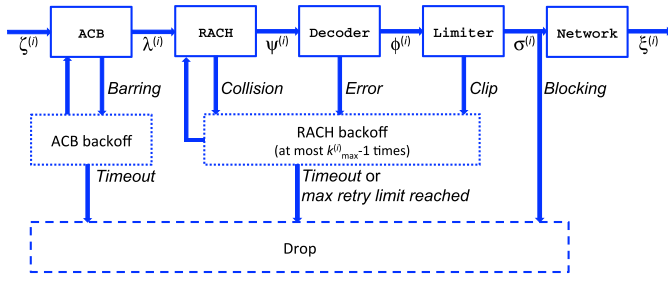 ACB RACH Decoder Limiter Network
ζ(i) λ(i) ψ(i) ϕ(i) σ(i) ξ(i)
Barring Collision Error Clip Blocking
ACB backoff
RACH backoff
(at most k(i)max-1 times)
Timeout
Timeout or
max retry limit reached
Drop